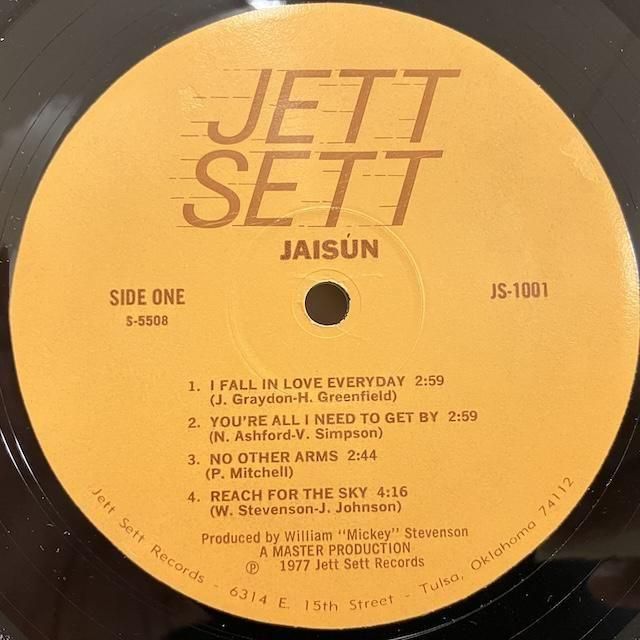 JETT
SETT
JAISÚN
SIDE ONE
S-5508
JS-1001
1. I FALL IN LOVE EVERYDAY 2:59
(J. Graydon-H. Greenfield)
2. YOU'RE ALL I NEED TO GET BY 2:59
(N. Ashford-V. Simpson)
3. NO OTHER ARMS 2:44
(P. Mitchell)
4. REACH FOR THE SKY 4:16
(W. Stevenson-J. Johnson)
Produced by William "Mickey" Stevenson
A MASTER PRODUCTION
Ⓟ 1977 Jett Sett Records
Jett Sett Records - 6314 E. 15th Street - Tulsa, Oklahoma 74112